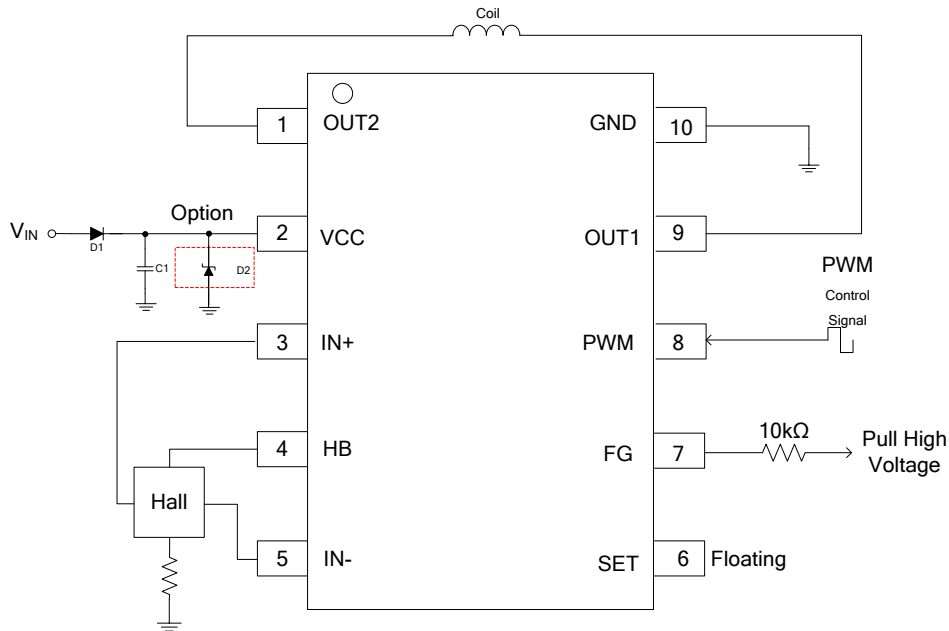 Coil
1
OUT2
GND
10
Option
V_IN
D1
C1
D2
2
VCC
OUT1
9
PWM
Control
Signal
3
IN+
PWM
8
4
HB
FG
7
10kΩ
Pull High
Voltage
Hall
5
IN-
SET
6
Floating